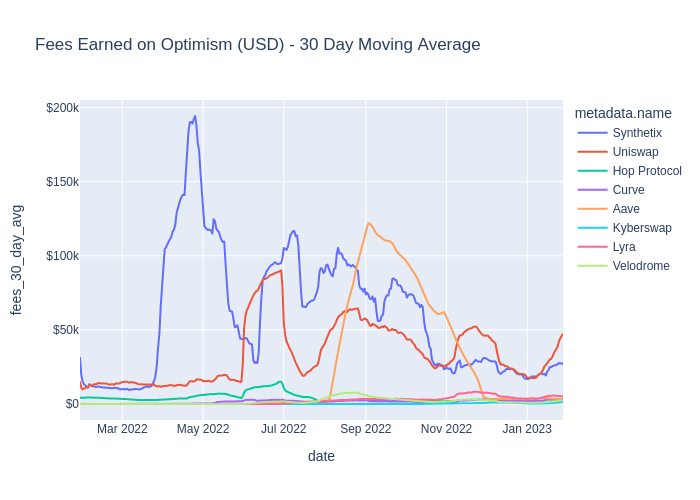 Fees Earned on Optimism (USD) - 30 Day Moving Average
metadata.name
Synthetix
Uniswap
Hop Protocol
Curve
Aave
Kyberswap
Lyra
Velodrome
fees_30_day_avg
$200k
$150k
$100k
$50k
$0
Mar 2022 May 2022 Jul 2022 Sep 2022 Nov 2022 Jan 2023
date